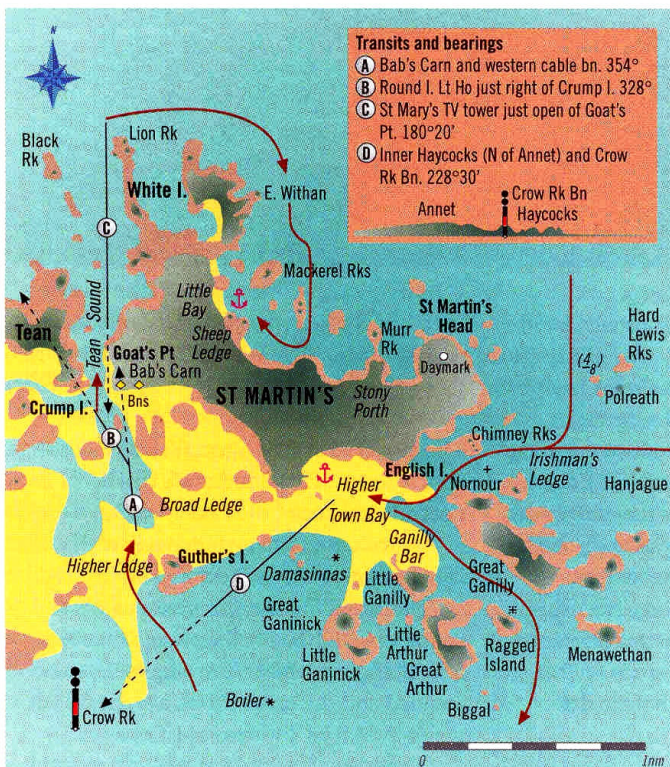 N
Transits and bearings
A Bab's Carn and western cable bn. 354°
B Round I. Lt Ho just right of Crump I. 328°
C St Mary's TV tower just open of Goat's
Pt. 180°20'
D Inner Haycocks (N of Annet) and Crow
Rk Bn. 228°30'
Crow Rk Bn
Annet
Haycocks
Black
Rk
Lion Rk
White I.
E. Withan
C
Mackerel Rks
Little
Bay
Sheep
Ledge
St Martin's
Head
Murr
Rk
Daymark
Hard
Lewis
Rks
(4₈)
Polreath
Tean
Tean Sound
Goat's Pt
Bab's Carn
Bns
ST MARTIN'S
Stony
Porth
Crump I.
B
Chimney Rks
English I.
Irishman's
Ledge
Nornour
Hanjague
Higher
Town Bay
A
Broad Ledge
Ganilly
Bar
Higher Ledge
Guther's I.
D
Damasinnas
Little
Ganilly
Great
Ganilly
Great
Ganinick
Little
Ganinick
Little
Arthur
Great
Arthur
Ragged
Island
Menawethan
Boiler
Biggal
Crow Rk
0
1nm